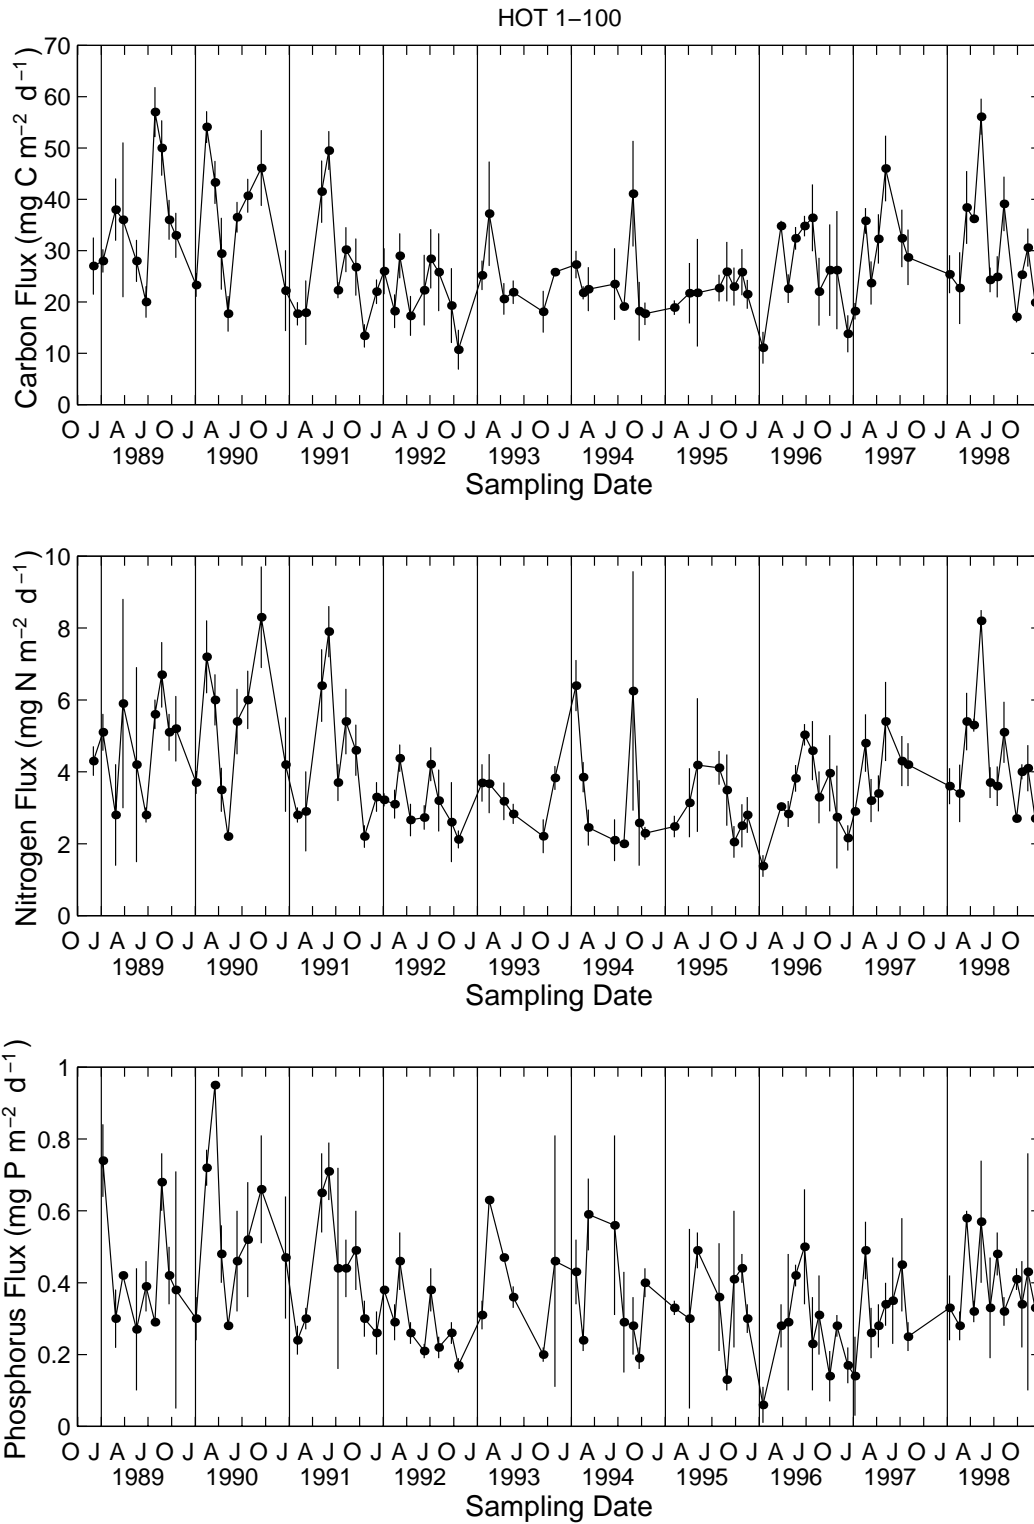 HOT 1−100
Carbon Flux (mg C m−2 d−1)
70
60
50
40
30
20
10
0
O J A J O J A J O J A J O J A J O J A J O J A J O J A J O J A J O J A J O J A J O
1989 1990 1991 1992 1993 1994 1995 1996 1997 1998
Sampling Date
Nitrogen Flux (mg N m−2 d−1)
10
8
6
4
2
0
O J A J O J A J O J A J O J A J O J A J O J A J O J A J O J A J O J A J O J A J O
1989 1990 1991 1992 1993 1994 1995 1996 1997 1998
Sampling Date
Phosphorus Flux (mg P m−2 d−1)
1
0.8
0.6
0.4
0.2
0
O J A J O J A J O J A J O J A J O J A J O J A J O J A J O J A J O J A J O J A J O
1989 1990 1991 1992 1993 1994 1995 1996 1997 1998
Sampling Date